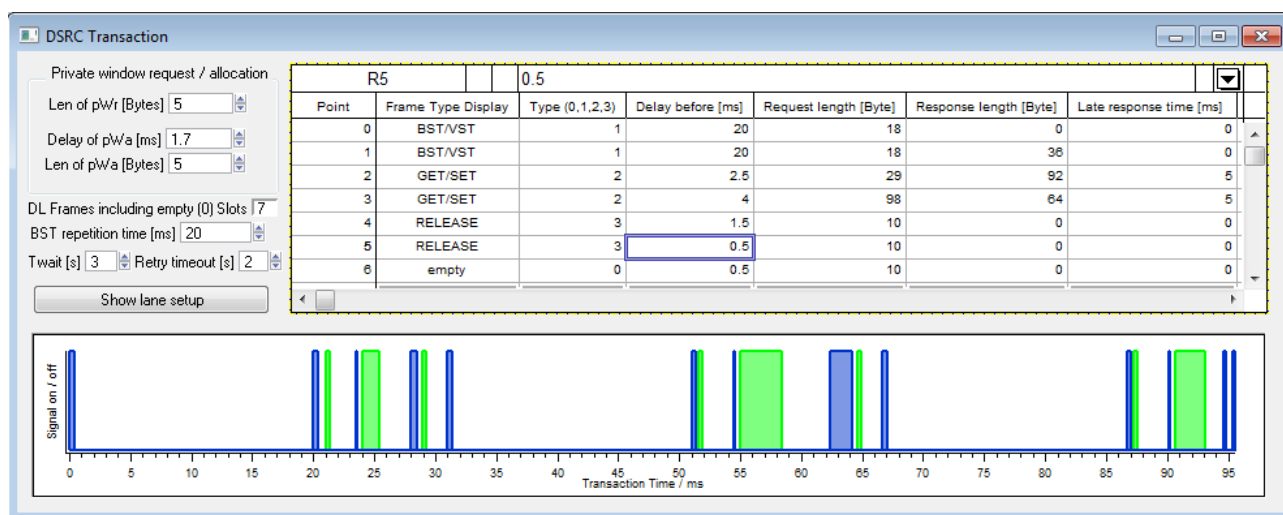 DSRC Transaction
Private window request / allocation
Len of pWr [Bytes] 5
Delay of pWa [ms] 1.7
Len of pWa [Bytes] 5
DL Frames including empty (0) Slots 7
BST repetition time [ms] 20
Twait [s] 3 Retry timeout [s] 2
Show lane setup
R5 0.5
Point Frame Type Display Type (0,1,2,3) Delay before [ms] Request length [Byte] Response length [Byte] Late response time [ms]
0 BST/VST 1 20 18 0 0
1 BST/VST 1 20 18 36 0
2 GET/SET 2 2.5 29 92 5
3 GET/SET 2 4 98 64 5
4 RELEASE 3 1.5 10 0 0
5 RELEASE 3 0.5 10 0 0
6 empty 0 0.5 10 0 0
Signal on / off
0 5 10 15 20 25 30 35 40 45 50 55 60 65 70 75 80 85 90 95
Transaction Time / ms